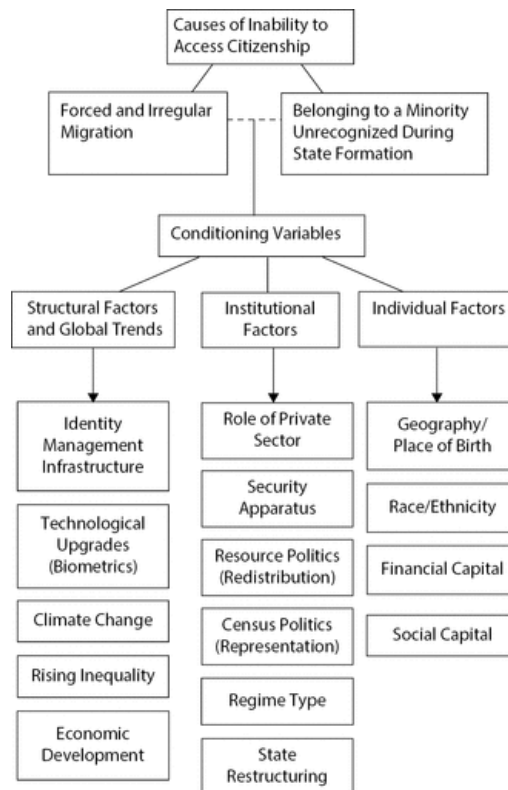 Causes of Inability to
Access Citizenship
Forced and Irregular
Migration
Belonging to a Minority
Unrecognized During
State Formation
Conditioning Variables
Structural Factors
and Global Trends
Institutional
Factors
Individual Factors
Identity
Management
Infrastructure
Technological
Upgrades
(Biometrics)
Climate Change
Rising Inequality
Economic
Development
Role of Private
Sector
Security
Apparatus
Resource Politics
(Redistribution)
Census Politics
(Representation)
Regime Type
State
Restructuring
Geography/
Place of Birth
Race/Ethnicity
Financial Capital
Social Capital